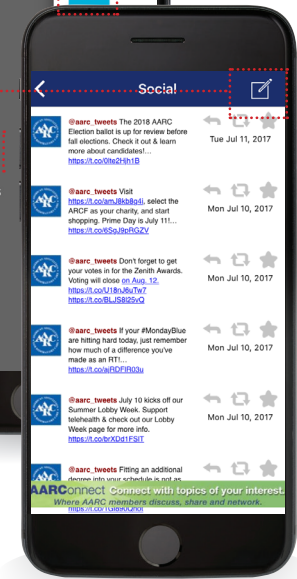 Social
@aarc_tweets The 2018 AARC
Election ballot is up for review before
fall elections. Check it out & learn
more about candidates!...
https://t.co/0Ite2Hjh1B
Tue Jul 11, 2017
@aarc_tweets Visit
https://t.co/amJ8kb8q4i, select the
ARCF as your charity, and start
shopping. Prime Day is July 11!...
https://t.co/6SoJ9pRGZV
Mon Jul 10, 2017
@aarc_tweets Don't forget to get
your votes in for the Zenith Awards.
Voting will close on Aug. 12.
https://t.co/U18nJ6uTw7
https://t.co/BLJS8I25vQ
Mon Jul 10, 2017
@aarc_tweets If your #MondayBlue
are hitting hard today, just remember
how much of a difference you've
made as an RT!...
https://t.co/ajRDFIR03u
Mon Jul 10, 2017
@aarc_tweets July 10 kicks off our
Summer Lobby Week. Support
telehealth & check out our Lobby
Week page for more info.
https://t.co/brXDd1FSIT
Mon Jul 10, 2017
@aarc_tweets Fitting an additional
degree into your schedule is not as
AARConnect Connect with topics of your interest.
Where AARC members discuss, share and network.